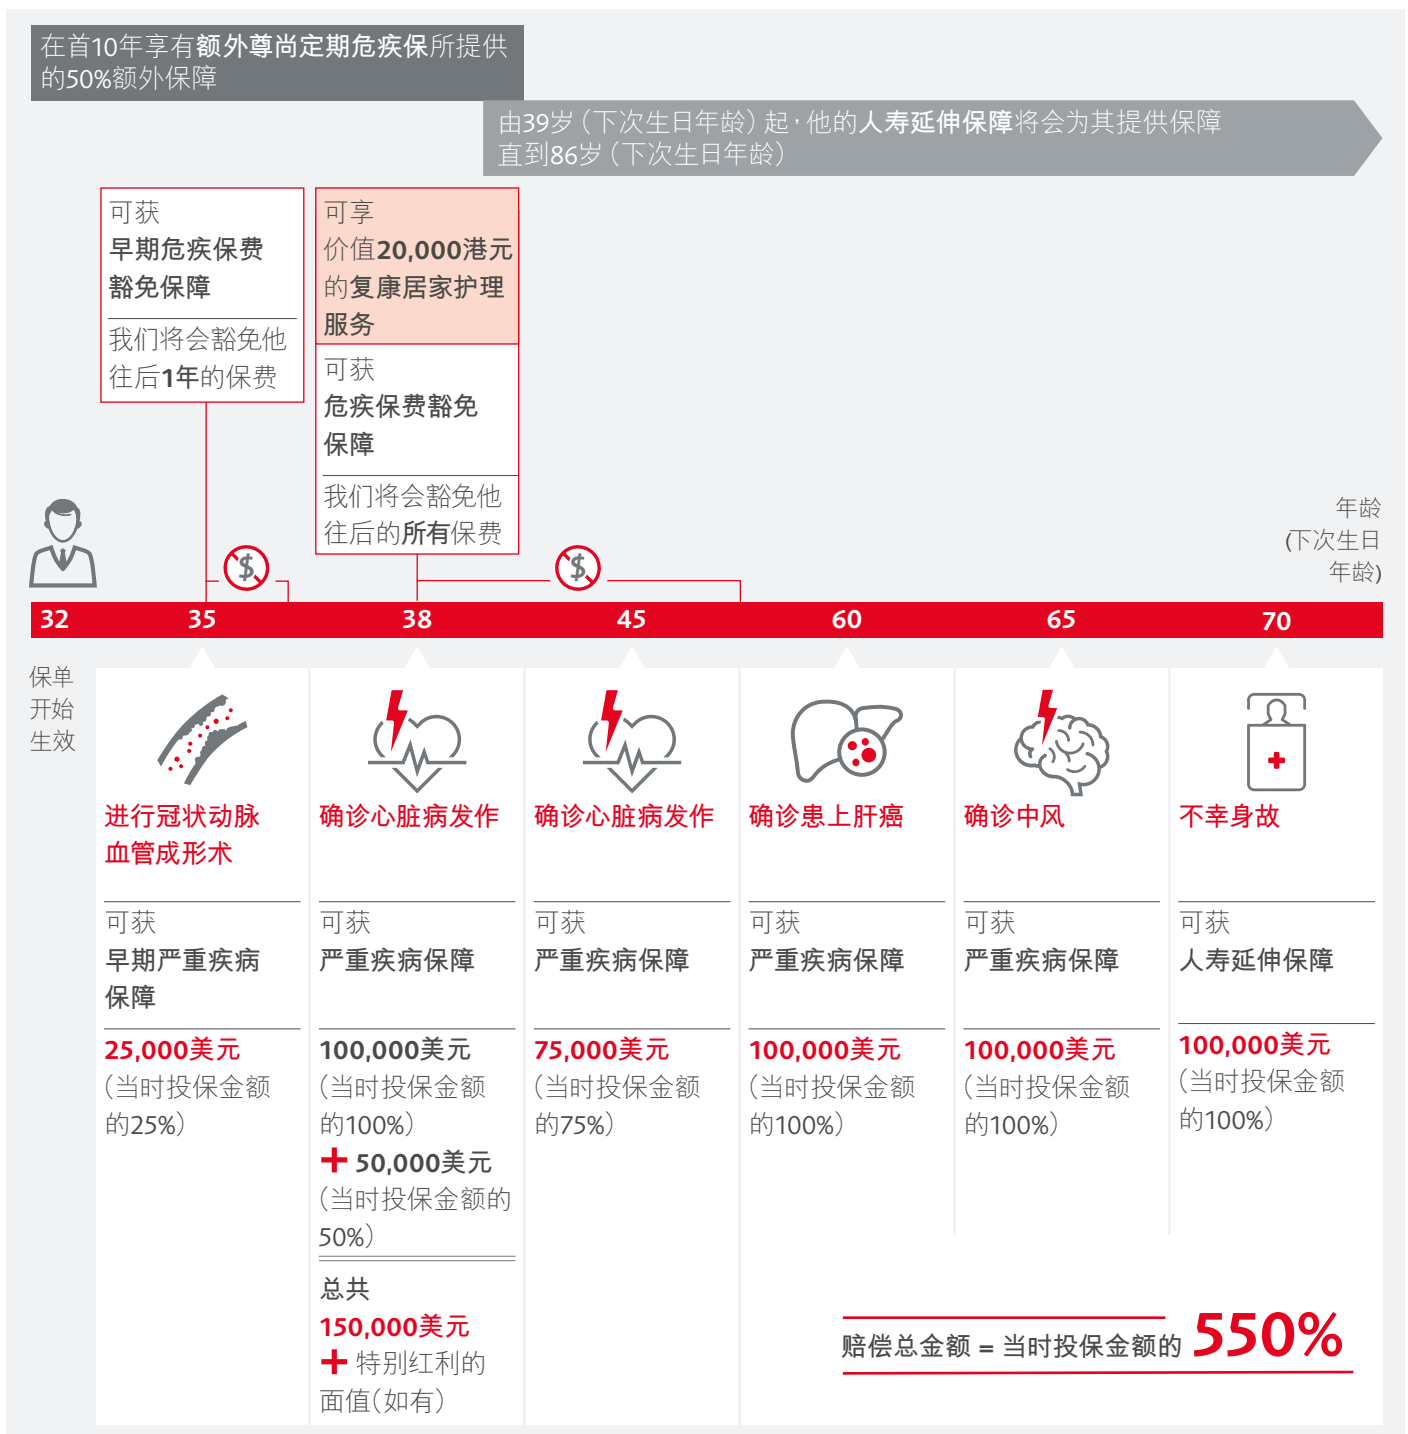 在首10年享有额外尊尚定期危疾保所提供
的50%额外保障
由39岁（下次生日年龄）起，他的人寿延伸保障将会为其提供保障
直到86岁（下次生日年龄）
可获
早期危疾保费
豁免保障
我们将会豁免他
往后1年的保费
可享
价值20,000港元
的复康居家护理
服务
可获
危疾保费豁免
保障
我们将会豁免他
往后的所有保费
年龄
(下次生日
年龄)
32 35 38 45 60 65 70
保单
开始
生效
进行冠状动脉
血管成形术
可获
早期严重疾病
保障
25,000美元
（当时投保金额
的25%）
确诊心脏病发作
可获
严重疾病保障
100,000美元
（当时投保金额
的100%）
+ 50,000美元
（当时投保金额的
50%）
总共
150,000美元
+ 特别红利的
面值（如有）
确诊心脏病发作
可获
严重疾病保障
75,000美元
（当时投保金额
的75%）
确诊患上肝癌
可获
严重疾病保障
100,000美元
（当时投保金额
的100%）
确诊中风
可获
严重疾病保障
100,000美元
（当时投保金额
的100%）
不幸身故
可获
人寿延伸保障
100,000美元
（当时投保金额
的100%）
赔偿总金额 = 当时投保金额的 550%